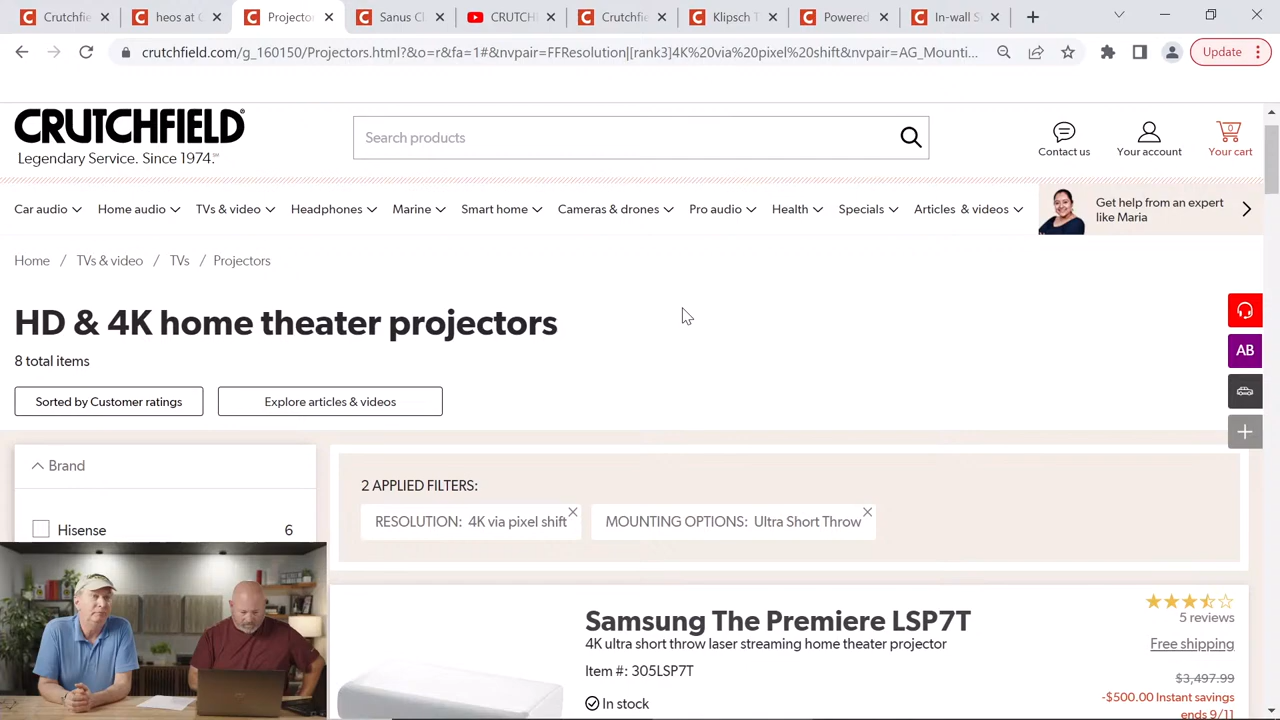 Crutchfie
heos at C
Projector
Sanus Cl
CRUTCH
Crutchfie
Klipsch T
Powered
In-wall S
crutchfield.com/g_160150/Projectors.html?&o=r&fa=1#&nvpair=FFResolution|[rank3]4K%20via%20pixel%20shift&nvpair=AG_Mounti...
Update
CRUTCHFIELD®
Legendary Service. Since 1974.℠
Search products
Contact us
Your account
0
Your cart
Car audio
Home audio
TVs & video
Headphones
Marine
Smart home
Cameras & drones
Pro audio
Health
Specials
Articles & videos
Get help from an expert
like Maria
Home / TVs & video / TVs / Projectors
HD & 4K home theater projectors
8 total items
AB
Sorted by Customer ratings
Explore articles & videos
Brand
Hisense 6
2 APPLIED FILTERS:
RESOLUTION: 4K via pixel shift
MOUNTING OPTIONS: Ultra Short Throw
Samsung The Premiere LSP7T
4K ultra short throw laser streaming home theater projector
Item #: 305LSP7T
In stock
5 reviews
Free shipping
$3,497.99
-$500.00 Instant savings
ends 9/11